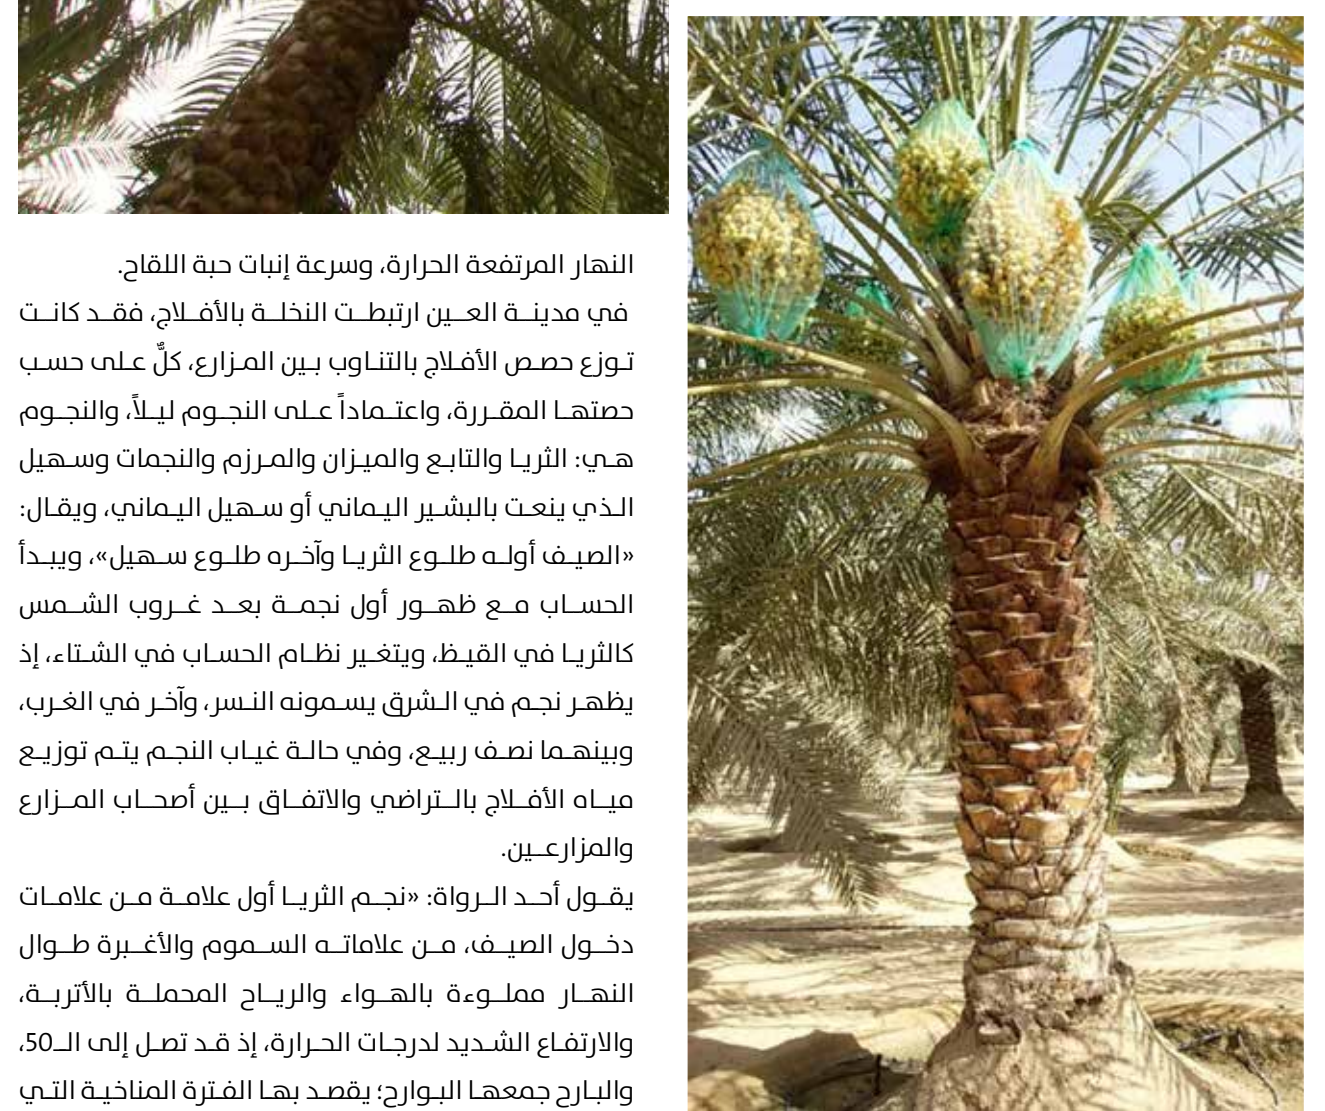 النهار المرتفعة الحرارة، وسرعة إنبات حبة اللقاح.
في مدينة العين ارتبطت النخلة بالأفلاج، فقد كانت
توزع حصص الأفلاج بالتناوب بين المزارع، كلٌّ على حسب
حصتها المقررة، واعتماداً على النجوم ليلاً، والنجوم
هي: الثريا والتابع والميزان والمرزم والنجمات وسهيل
الذي ينعت بالبشير اليماني أو سهيل اليماني، ويقال:
«الصيف أوله طلوع الثريا وآخره طلوع سهيل»، ويبدأ
الحساب مع ظهور أول نجمة بعد غروب الشمس
كالثريا في القيظ، ويتغير نظام الحساب في الشتاء، إذ
يظهر نجم في الشرق يسمونه النسر، وآخر في الغرب،
وبينهما نصف ربيع، وفي حالة غياب النجم يتم توزيع
مياه الأفلاج بالتراضي والاتفاق بين أصحاب المزارع
والمزارعين.
يقول أحد الرواة: «نجم الثريا أول علامة من علامات
دخول الصيف، من علاماته السموم والأغبرة طوال
النهار مملوءة بالهواء والرياح المحملة بالأتربة،
والارتفاع الشديد لدرجات الحرارة، إذ قد تصل إلى الـ50،
والبارح جمعها البوارح؛ يقصد بها الفترة المناخية التي